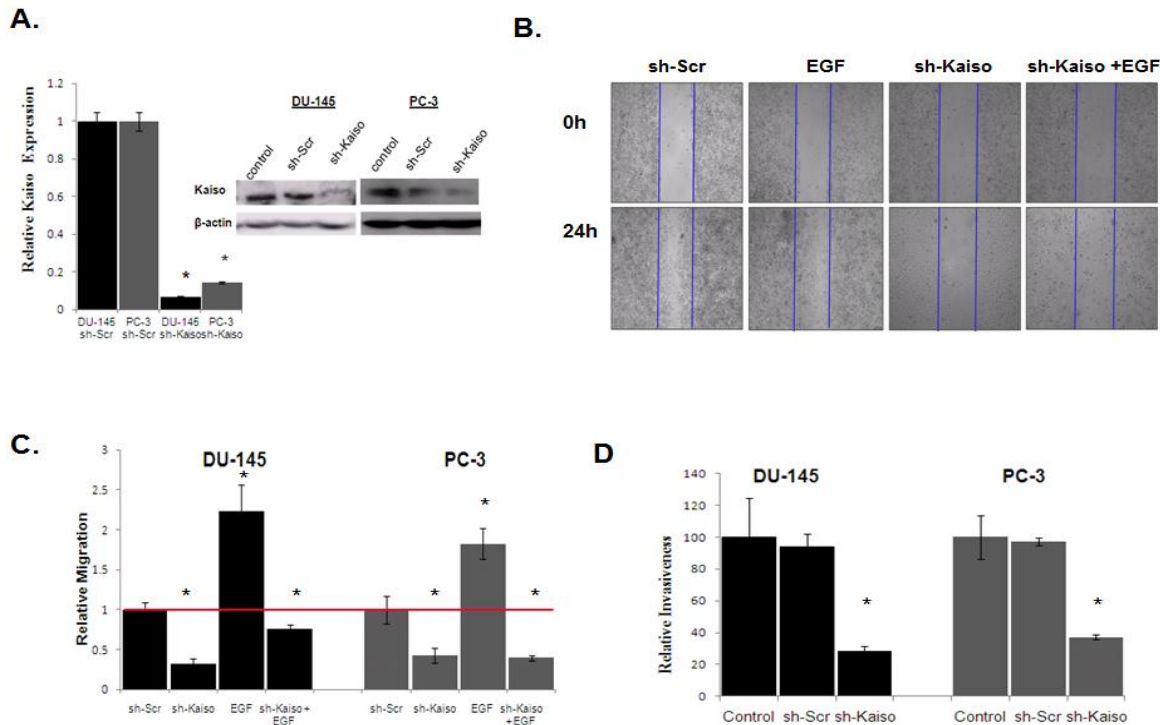 A.
Relative Kaiso Expression
1.2
1
0.8
0.6
0.4
0.2
0
* *
DU-145 sh-Scr
PC-3 sh-Scr
DU-145 sh-Kaiso
PC-3 sh-Kaiso
DU-145 PC-3
control sh-Scr sh-Kaiso control sh-Scr sh-Kaiso
Kaiso
β-actin
B.
sh-Scr EGF sh-Kaiso sh-Kaiso +EGF
0h
24h
C.
Relative Migration
3
2.5
2
1.5
1
0.5
0
DU-145 PC-3
* * * * * *
sh-Scr sh-Kaiso EGF sh-Kaiso+ EGF sh-Scr sh-Kaiso EGF sh-Kaiso +EGF
D
Relative Invasiveness
140
120
100
80
60
40
20
0
DU-145 PC-3
* *
Control sh-Scr sh-Kaiso Control sh-Scr sh-Kaiso